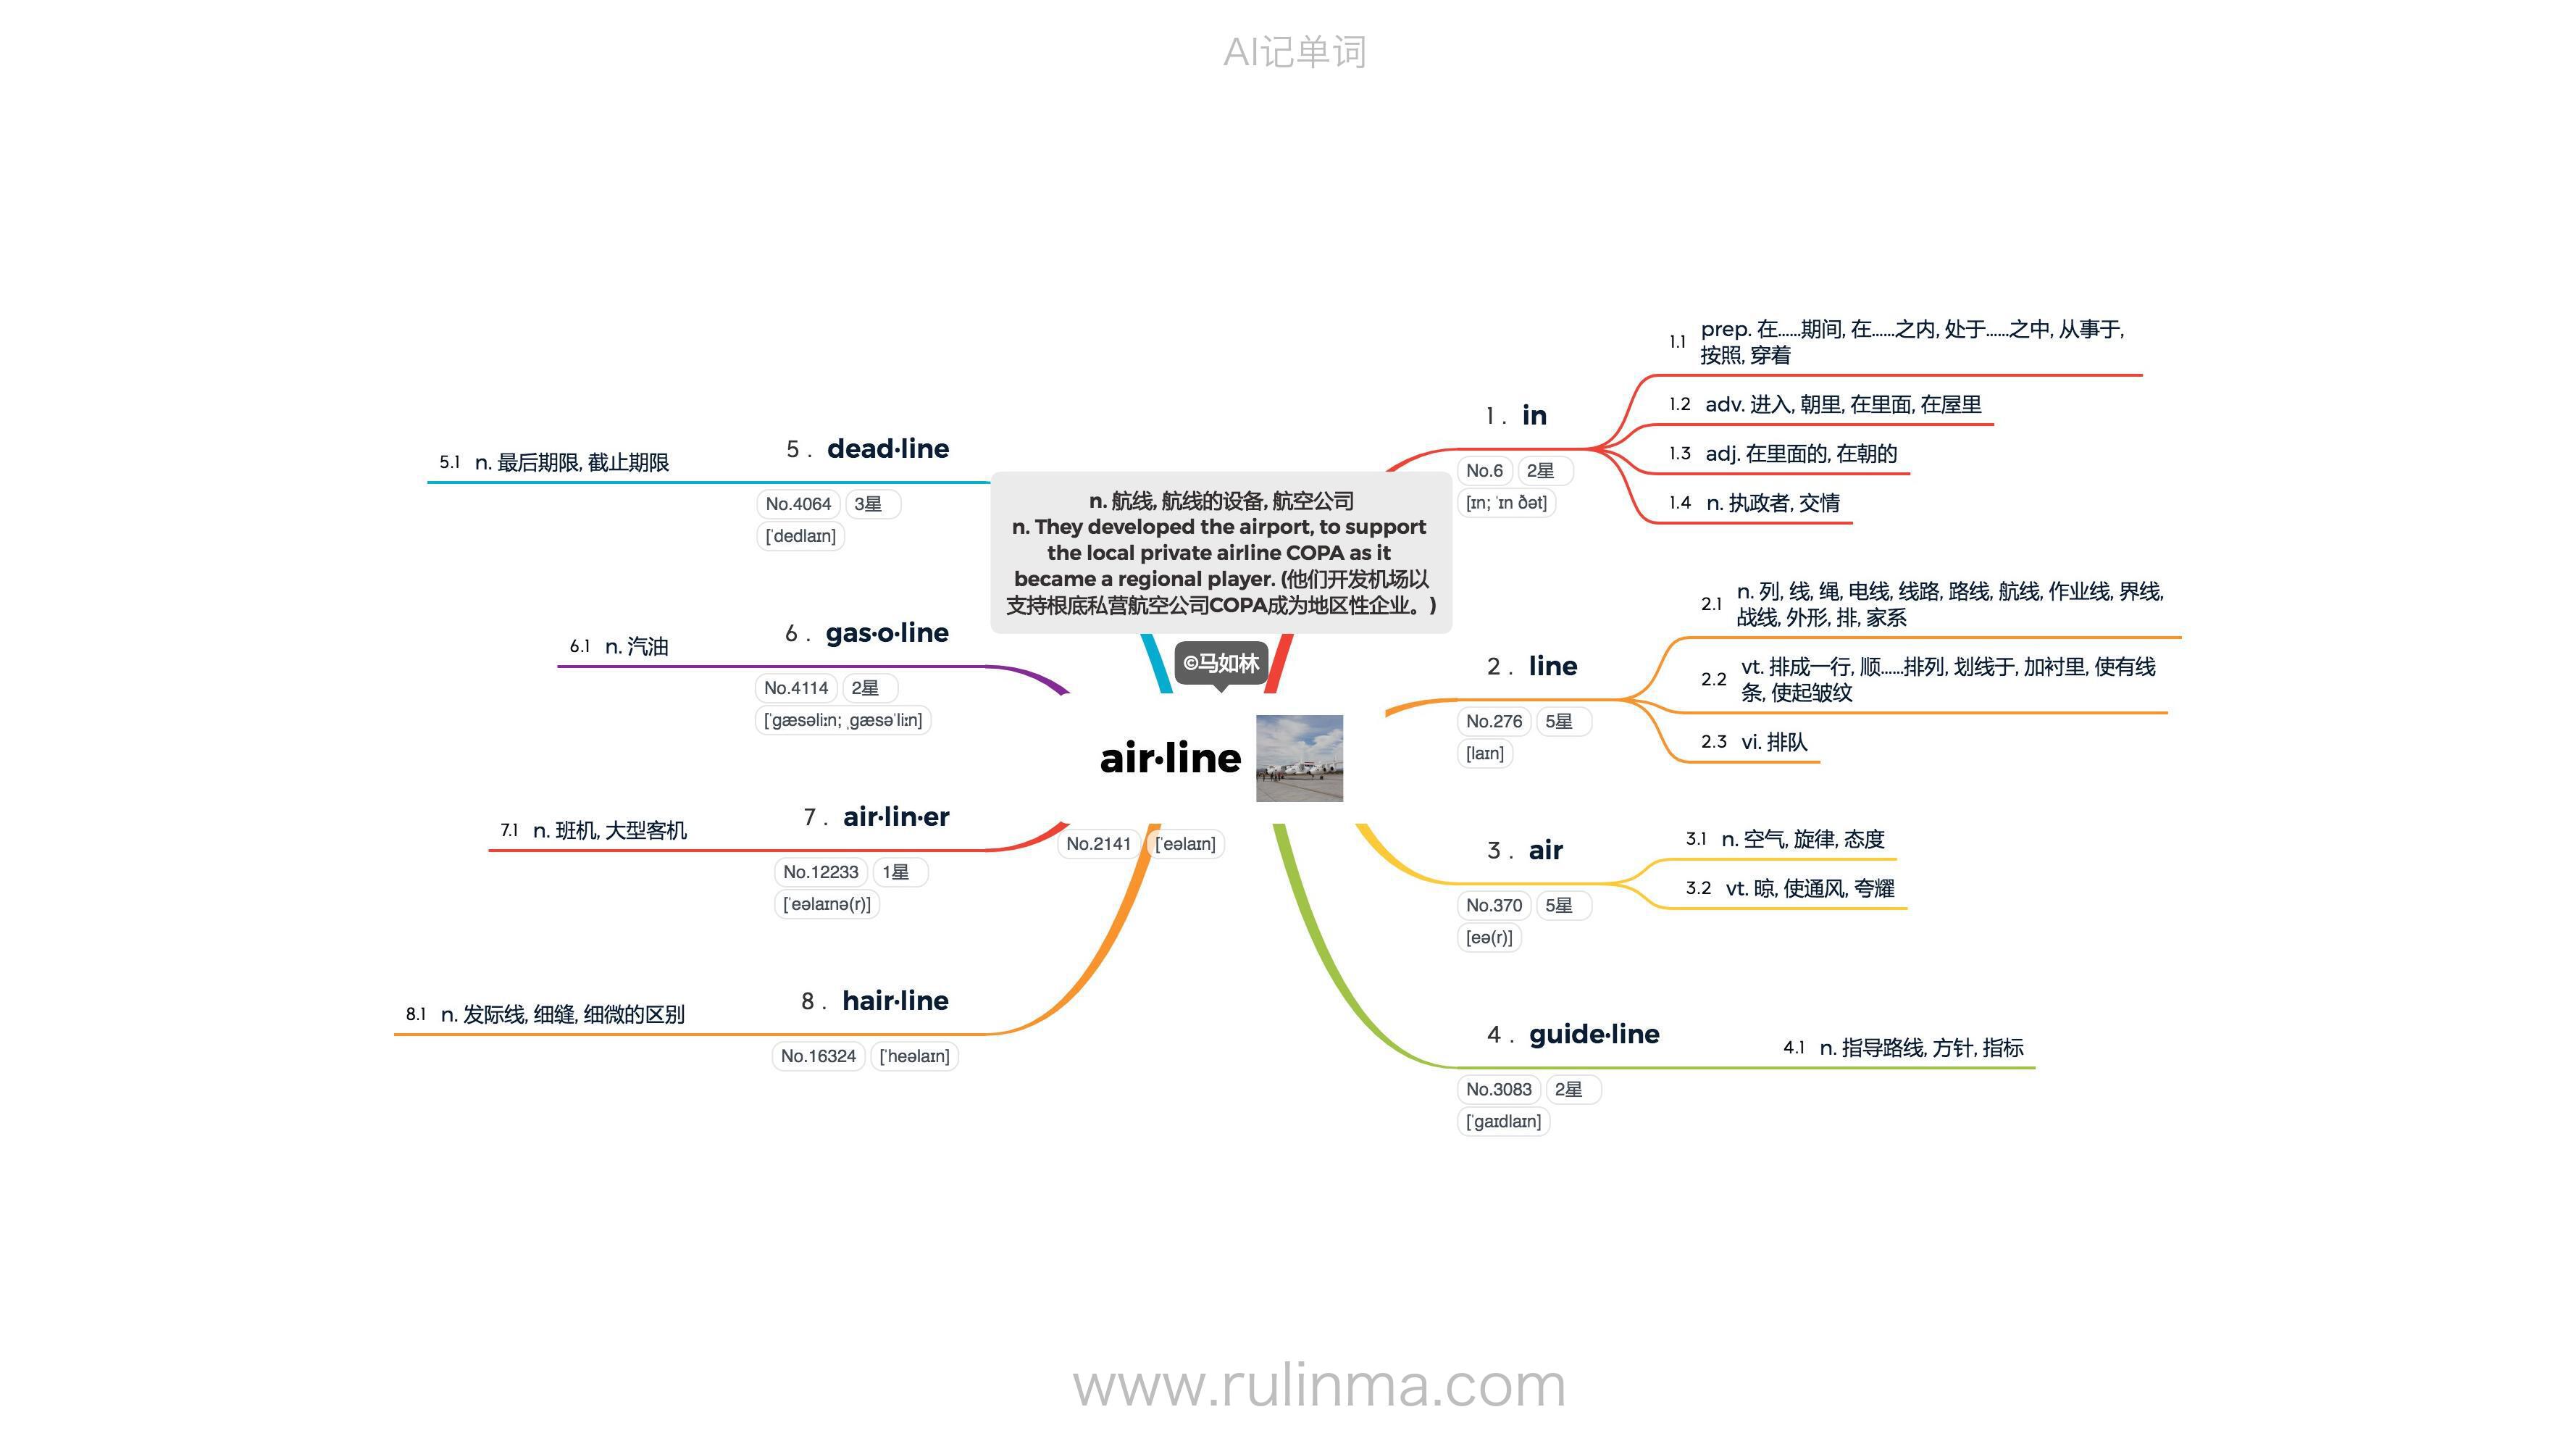 AI记单词
n. 航线, 航线的设备, 航空公司
n. They developed the airport, to support
the local private airline COPA as it
became a regional player. (他们开发机场以
支持根底私营航空公司COPA成为地区性企业。)
©马如林
air·line
No.2141 [ˈeəlaɪn]
1. in
No.6 2星
[ɪn; ˈɪn ðət]
1.1 prep. 在......期间, 在......之内, 处于......之中, 从事于,
按照, 穿着
1.2 adv. 进入, 朝里, 在里面, 在屋里
1.3 adj. 在里面的, 在朝的
1.4 n. 执政者, 交情
2. line
No.276 5星
[laɪn]
2.1 n. 列, 线, 绳, 电线, 线路, 路线, 航线, 作业线, 界线,
战线, 外形, 排, 家系
2.2 vt. 排成一行, 顺......排列, 划线于, 加衬里, 使有线
条, 使起皱纹
2.3 vi. 排队
3. air
No.370 5星
[eə(r)]
3.1 n. 空气, 旋律, 态度
3.2 vt. 晾, 使通风, 夸耀
4. guide·line
No.3083 2星
[ˈɡaɪdlaɪn]
4.1 n. 指导路线, 方针, 指标
5. dead·line
No.4064 3星
[ˈdedlaɪn]
5.1 n. 最后期限, 截止期限
6. gas·o·line
No.4114 2星
[ˈɡæsəliːn; ˌɡæsəˈliːn]
6.1 n. 汽油
7. air·lin·er
No.12233 1星
[ˈeəlaɪnə(r)]
7.1 n. 班机, 大型客机
8. hair·line
No.16324 [ˈheəlaɪn]
8.1 n. 发际线, 细缝, 细微的区别
www.rulinma.com